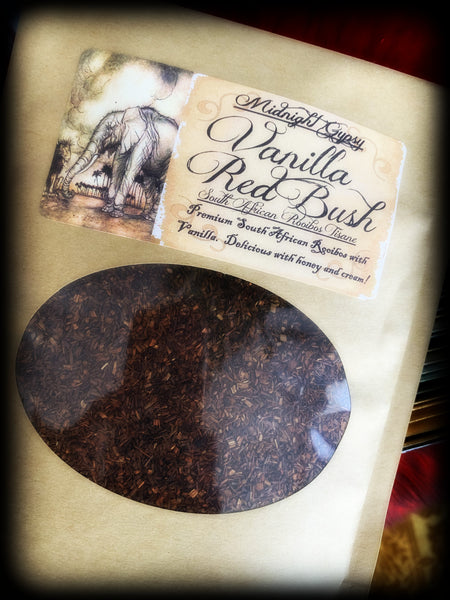 Midnight Gypsy
Vanilla
Red Bush
South African Rooibos Tisane
Premium South African Rooibos with
Vanilla. Delicious with honey and cream!